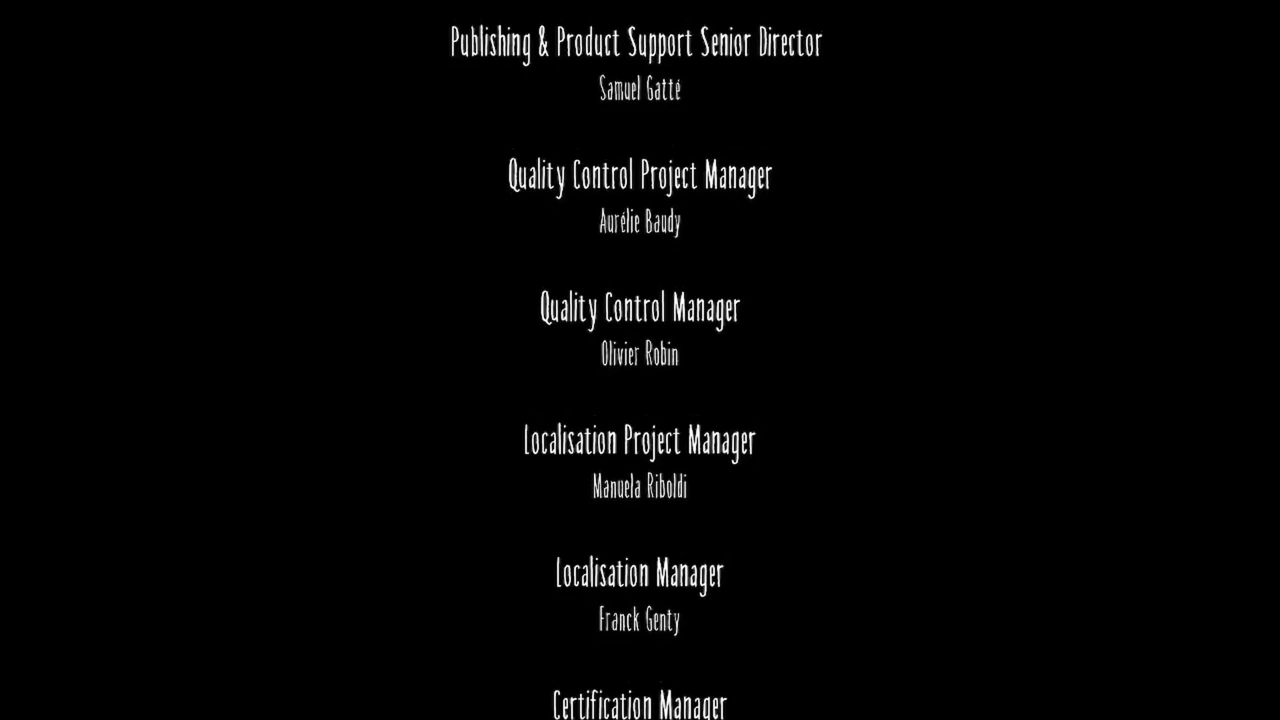 Publishing & Product Support Senior Director
Samuel Gatté
Quality Control Project Manager
Aurélie Baudy
Quality Control Manager
Olivier Robin
Localisation Project Manager
Manuela Riboldi
Localisation Manager
Franck Genty
Certification Manager